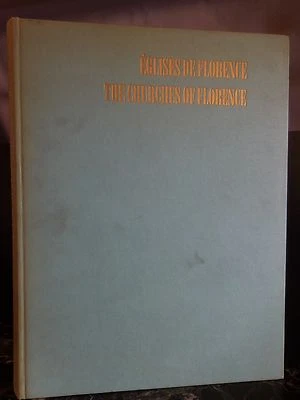 ÉGLISES DE FLORENCE
THE CHURCHES OF FLORENCE